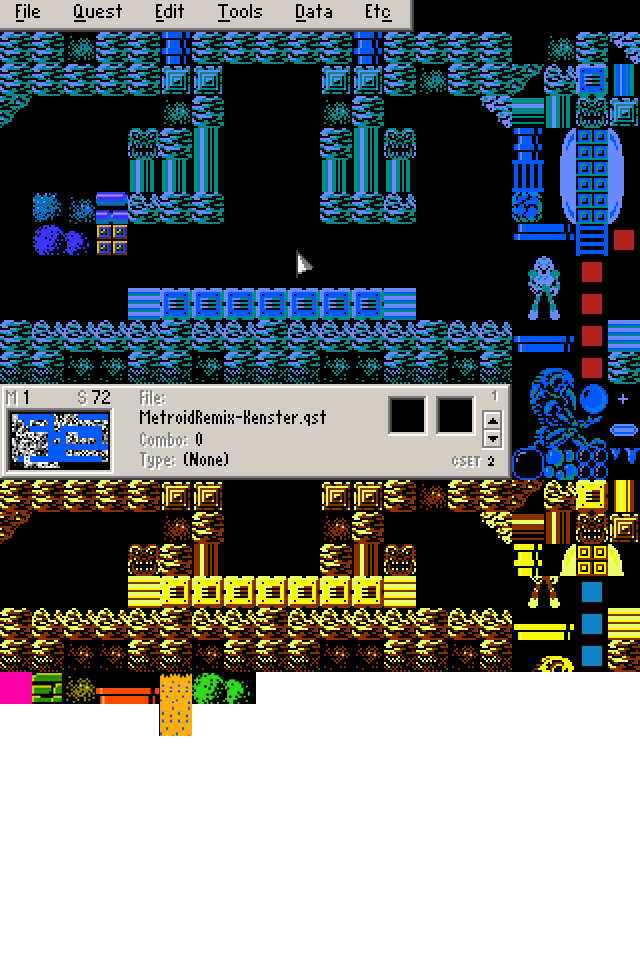 File Quest Edit Tools Data Etc
M 1 S 72 File: 1
MetroidRemix-Kenster.qst
Combo: 0
Type: (None) CSET 2